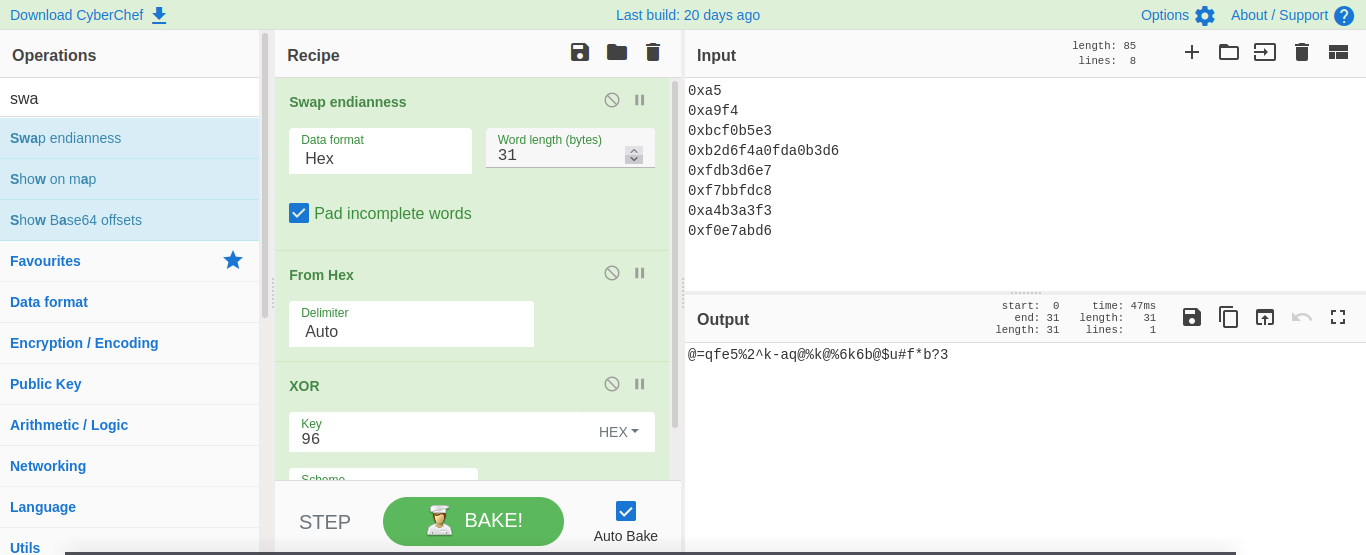 Download CyberChef
Last build: 20 days ago
Options
About / Support
Operations
swa
Swap endianness
Show on map
Show Base64 offsets
Favourites
Data format
Encryption / Encoding
Public Key
Arithmetic / Logic
Networking
Language
Utils
Recipe
Swap endianness
Data format
Hex
Word length (bytes)
31
Pad incomplete words
From Hex
Delimiter
Auto
XOR
Key
96
HEX
Scheme
STEP
BAKE!
Auto Bake
Input
length: 85
lines: 8
0xa5
0xa9f4
0xbcf0b5e3
0xb2d6f4a0fda0b3d6
0xfdb3d6e7
0xf7bbfdc8
0xa4b3a3f3
0xf0e7abd6
Output
start: 0 time: 47ms
end: 31 length: 31
length: 31 lines: 1
@=qfe5%2^k-aq@%k@%6k6b@$u#f*b?3